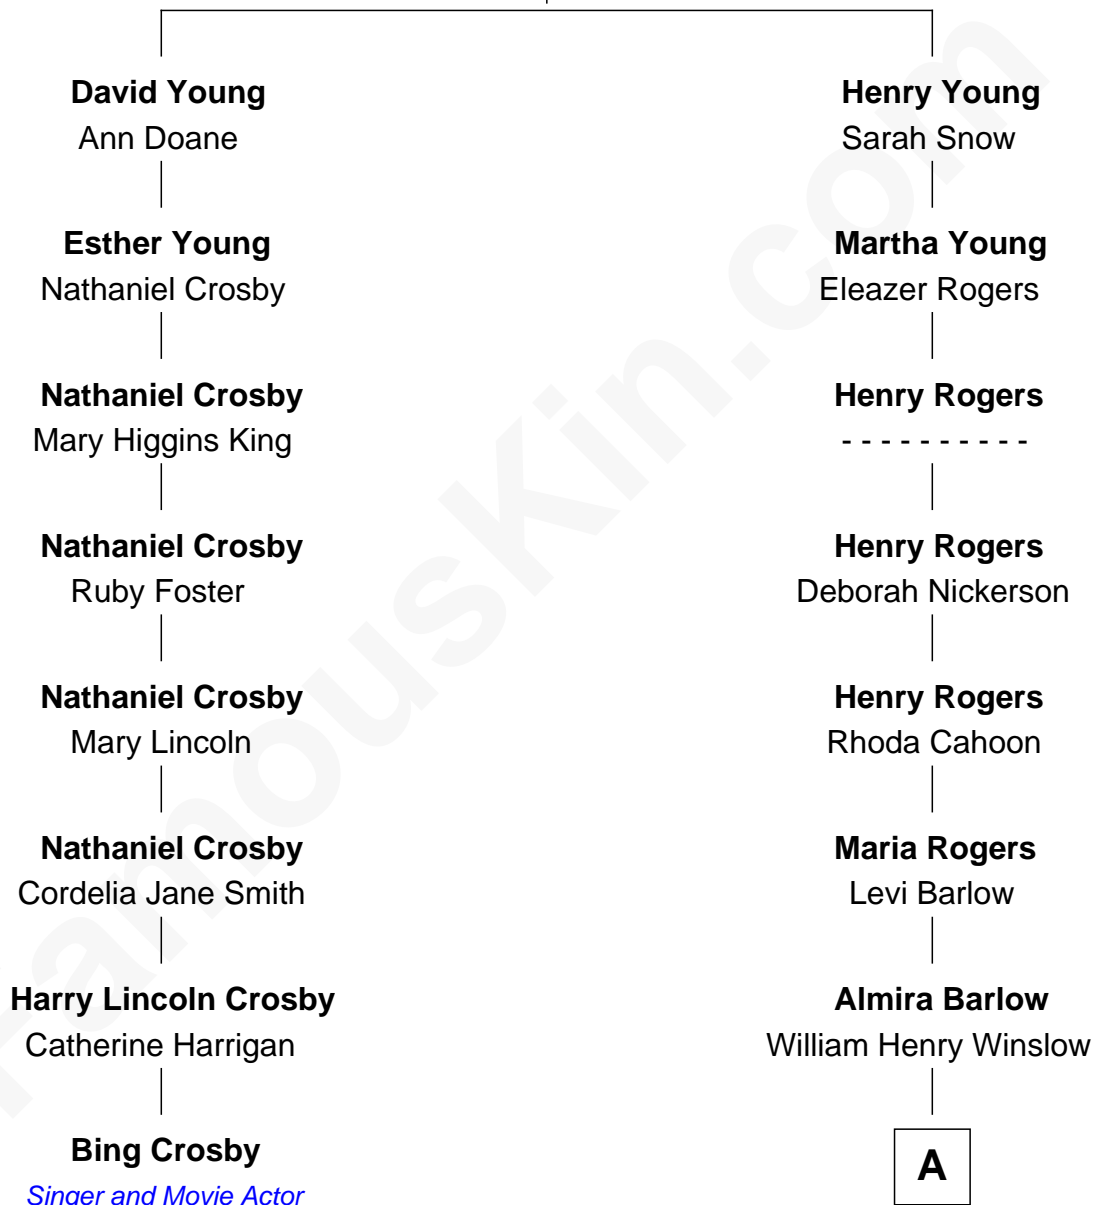 David Young
Ann Doane
Esther Young
Nathaniel Crosby
Nathaniel Crosby
Mary Higgins King
Nathaniel Crosby
Ruby Foster
Nathaniel Crosby
Mary Lincoln
Nathaniel Crosby
Cordelia Jane Smith
Harry Lincoln Crosby
Catherine Harrigan
Bing Crosby
Singer and Movie Actor
Henry Young
Sarah Snow
Martha Young
Eleazer Rogers
Henry Rogers
- - - - - - - - - -
Henry Rogers
Deborah Nickerson
Henry Rogers
Rhoda Cahoon
Maria Rogers
Levi Barlow
Almira Barlow
William Henry Winslow
A
FamousKin.com